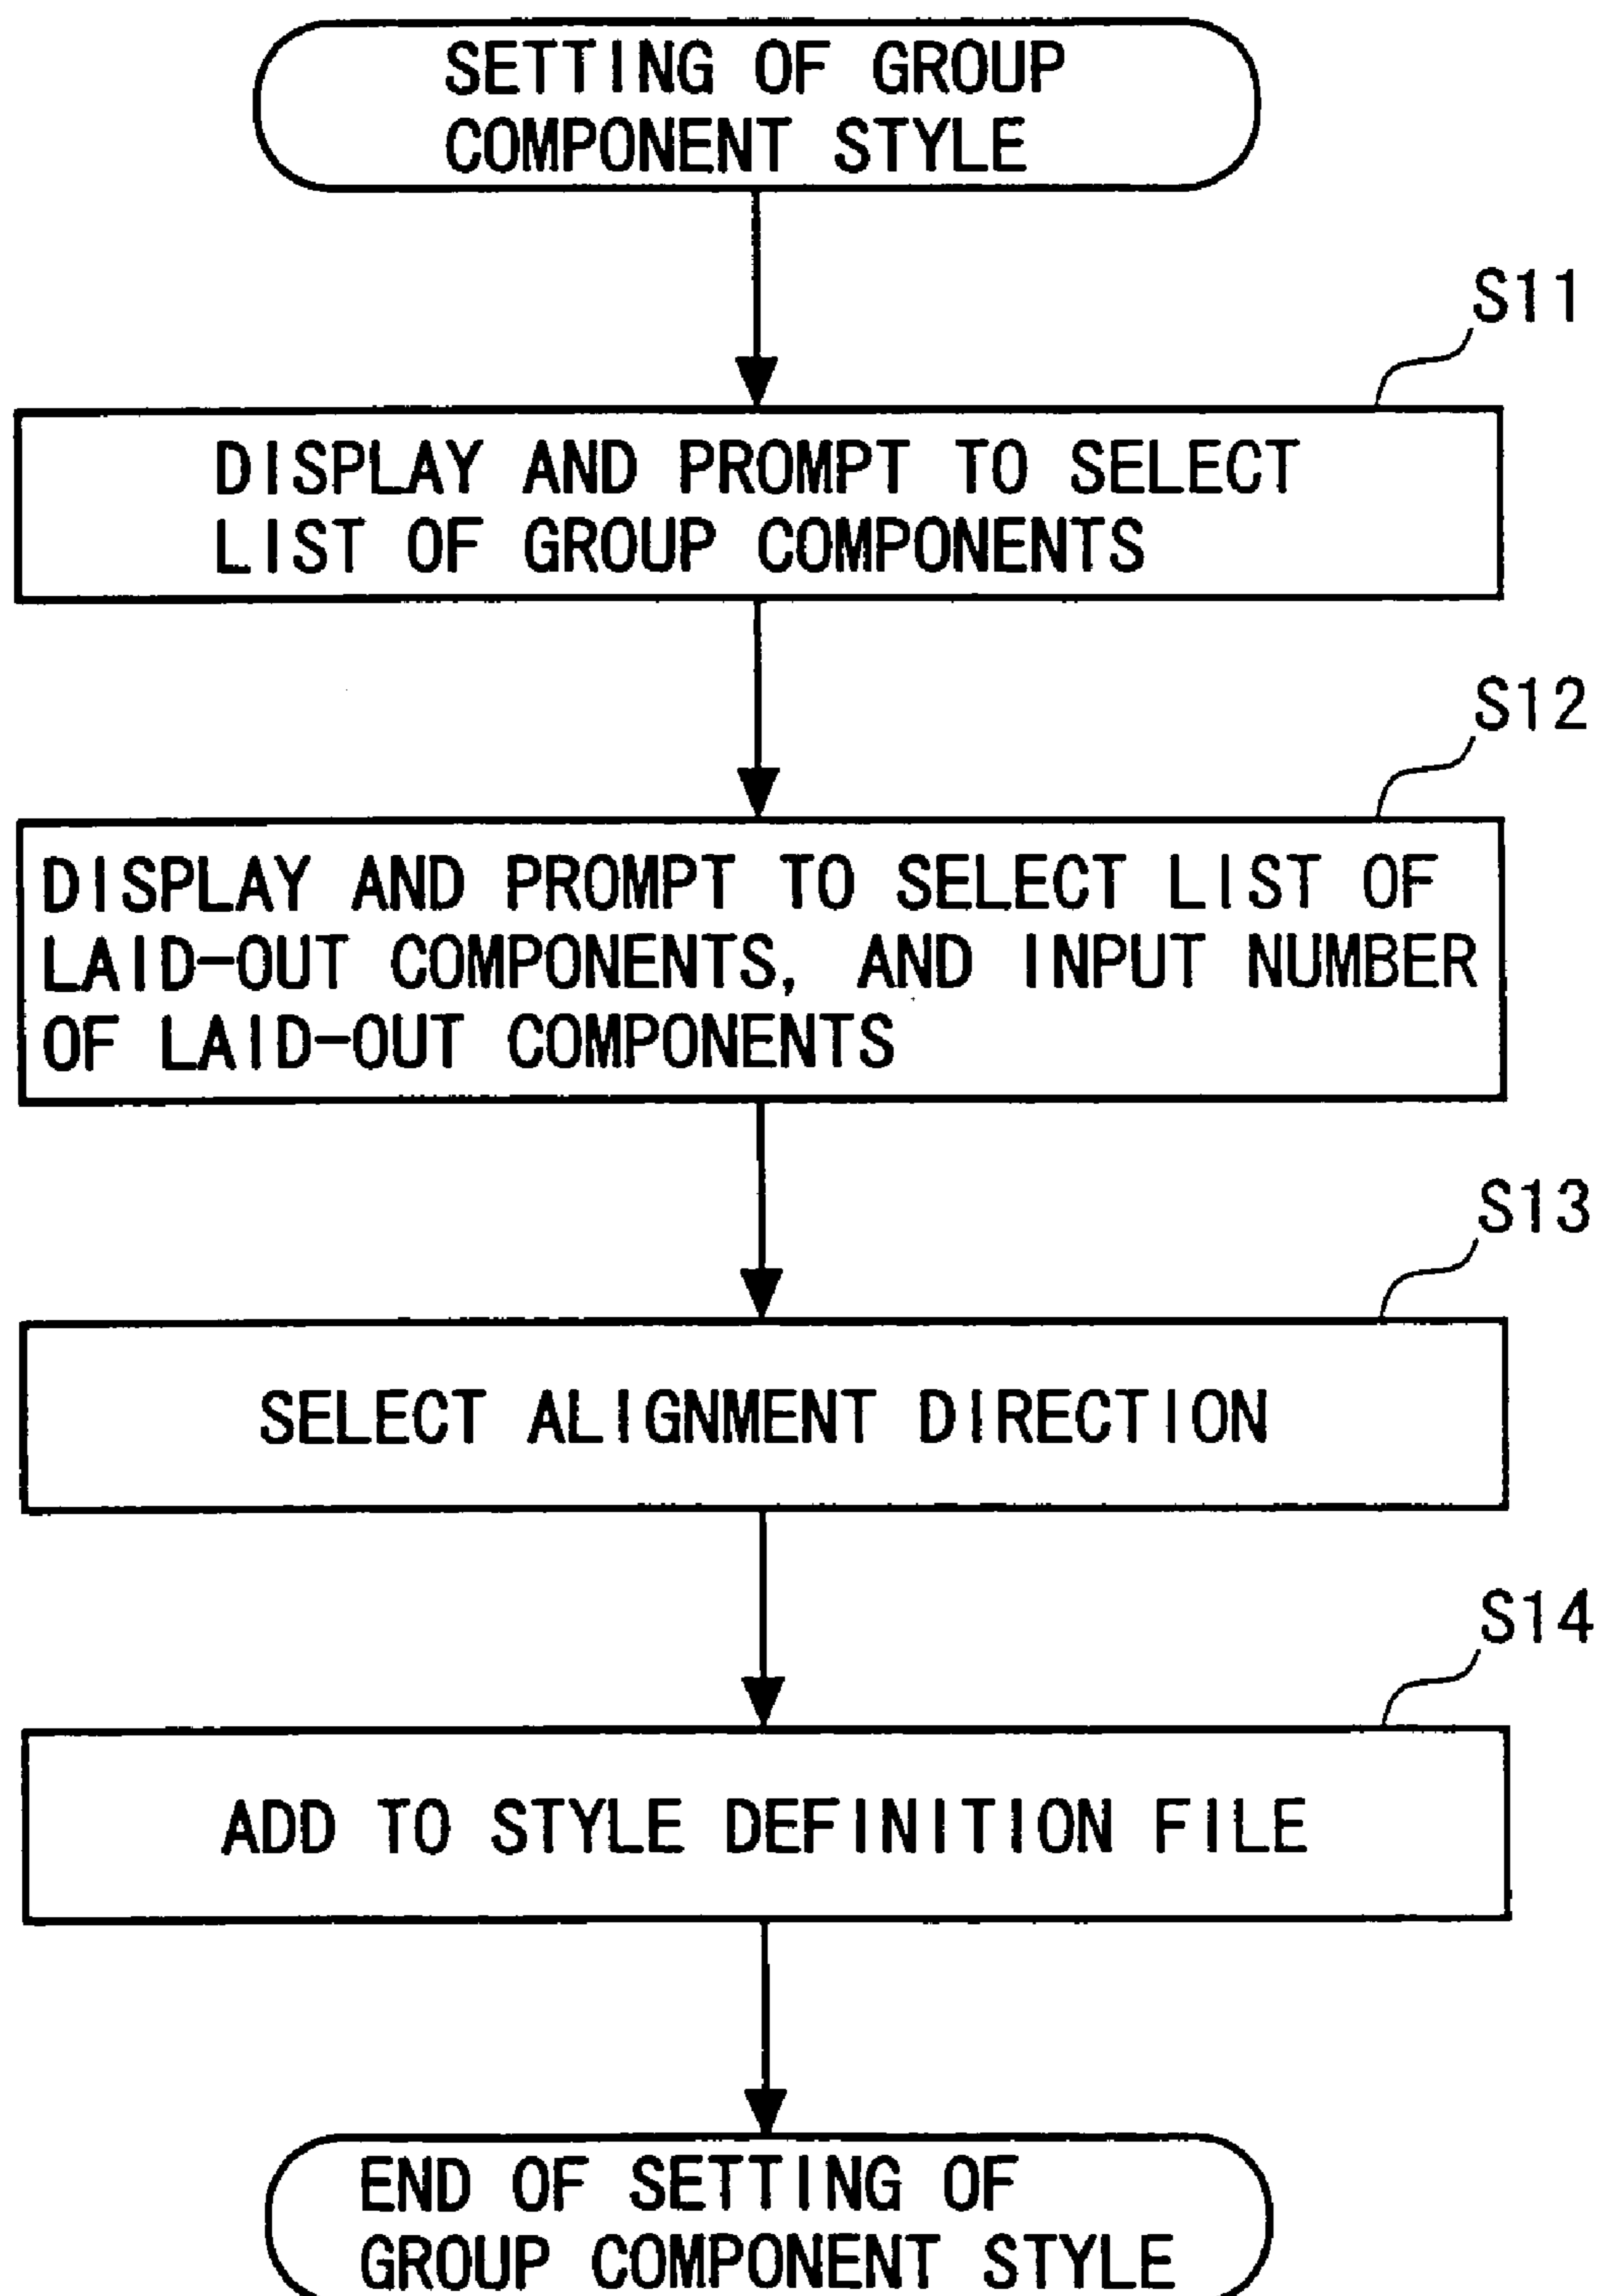 SETTING OF GROUP
COMPONENT STYLE
S11
DISPLAY AND PROMPT TO SELECT
LIST OF GROUP COMPONENTS
S12
DISPLAY AND PROMPT TO SELECT LIST OF
LAID-OUT COMPONENTS, AND INPUT NUMBER
OF LAID-OUT COMPONENTS
S13
SELECT ALIGNMENT DIRECTION
S14
ADD TO STYLE DEFINITION FILE
END OF SETTING OF
GROUP COMPONENT STYLE